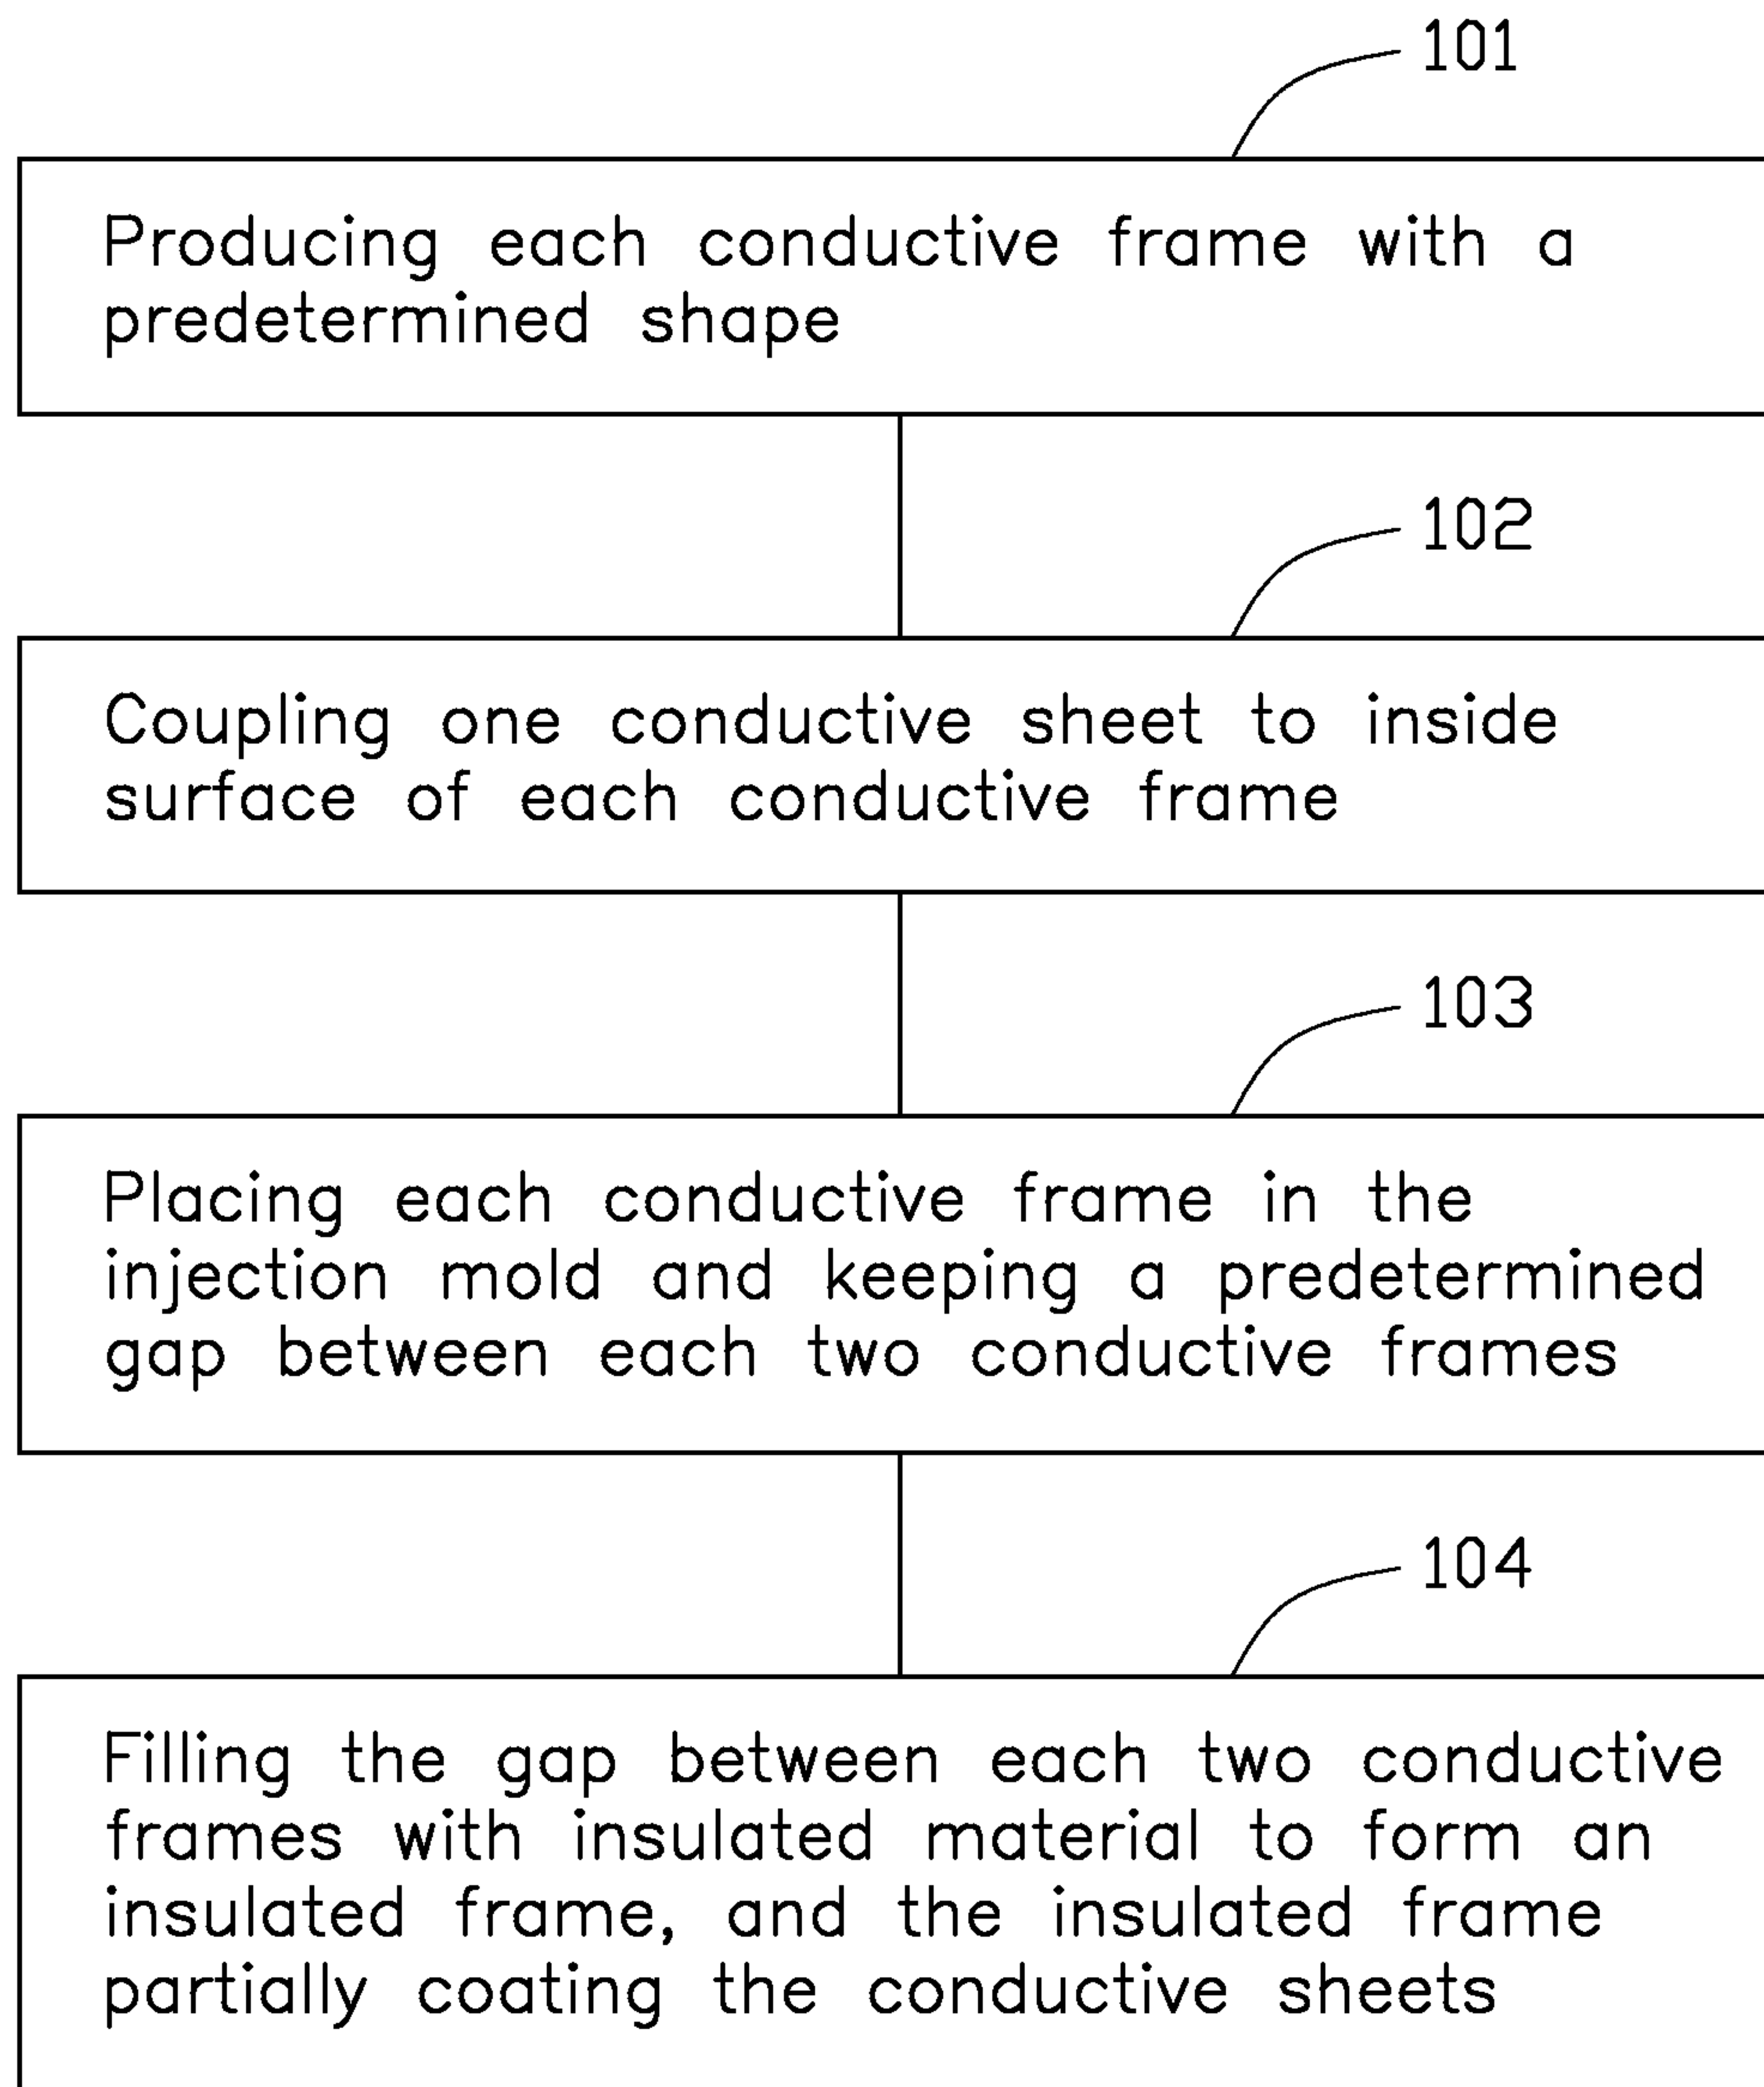 101
Producing each conductive frame with a
predetermined shape
102
Coupling one conductive sheet to inside
surface of each conductive frame
103
Placing each conductive frame in the
injection mold and keeping a predetermined
gap between each two conductive frames
104
Filling the gap between each two conductive
frames with insulated material to form an
insulated frame, and the insulated frame
partially coating the conductive sheets